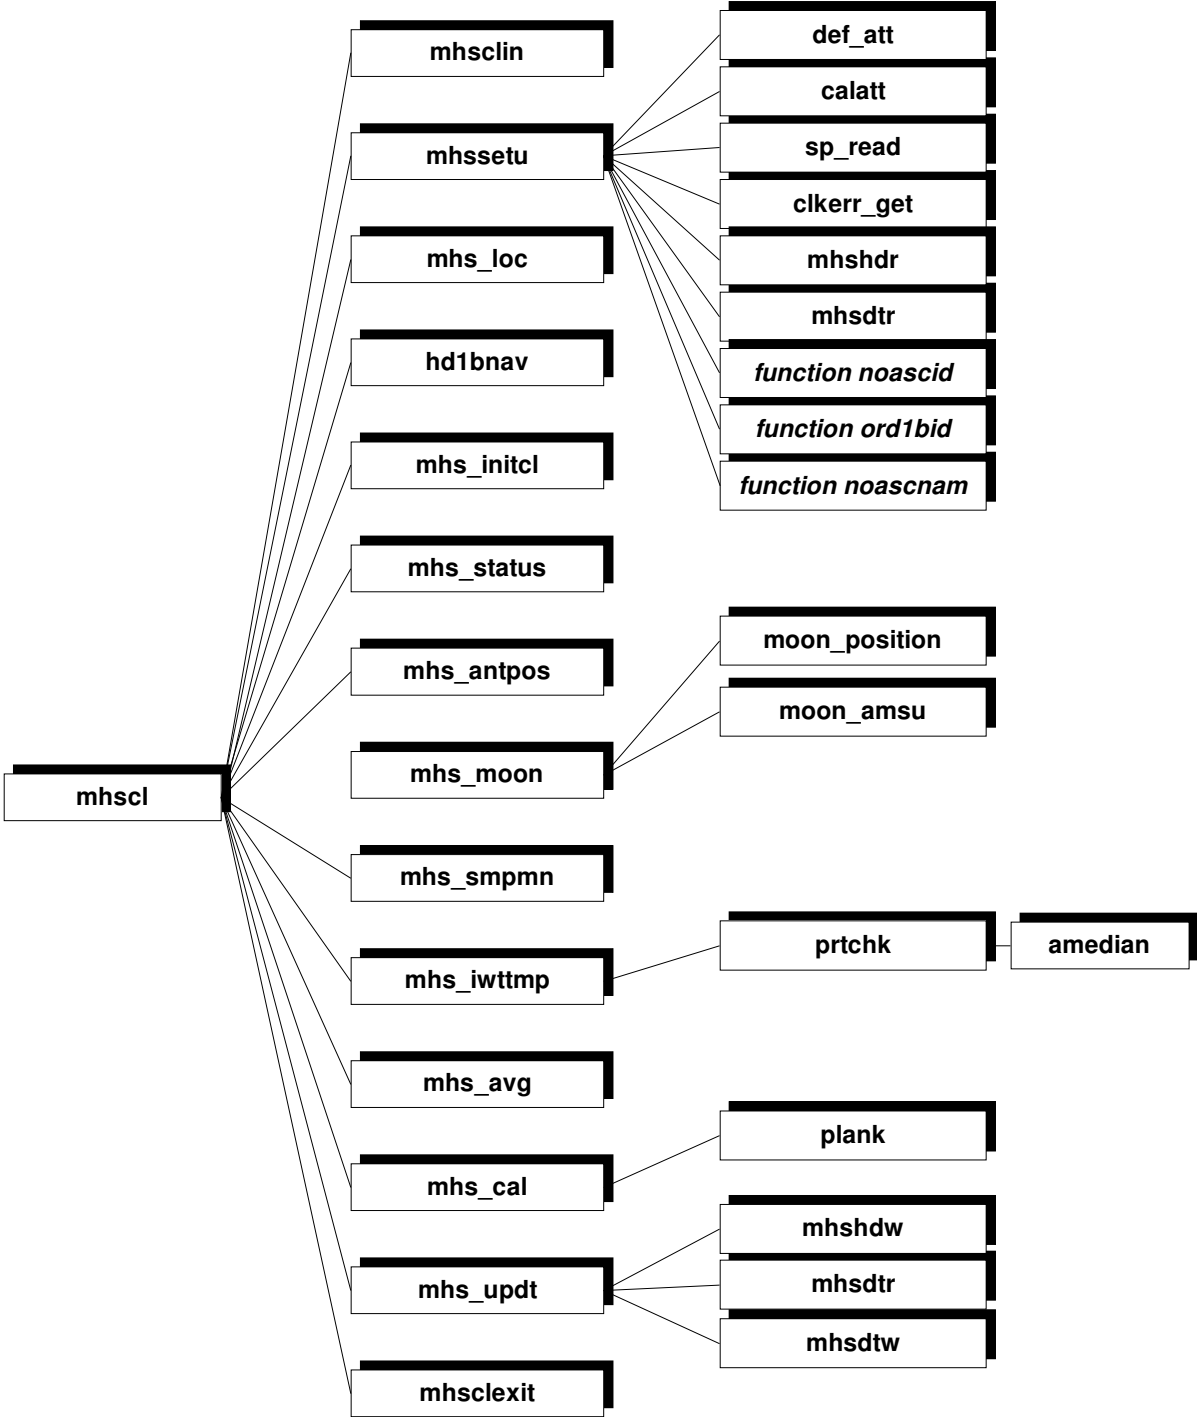 mhscl
mhsclin
mhssetu
def_att
calatt
sp_read
clkerr_get
mhshdr
mhsdtr
function noascid
function ord1bid
function noascnam
mhs_loc
hd1bnav
mhs_initcl
mhs_status
mhs_antpos
mhs_moon
moon_position
moon_amsu
mhs_smpmn
mhs_iwttmp
prtchk
amedian
mhs_avg
mhs_cal
plank
mhs_updt
mhshdw
mhsdtr
mhsdtw
mhsclexit